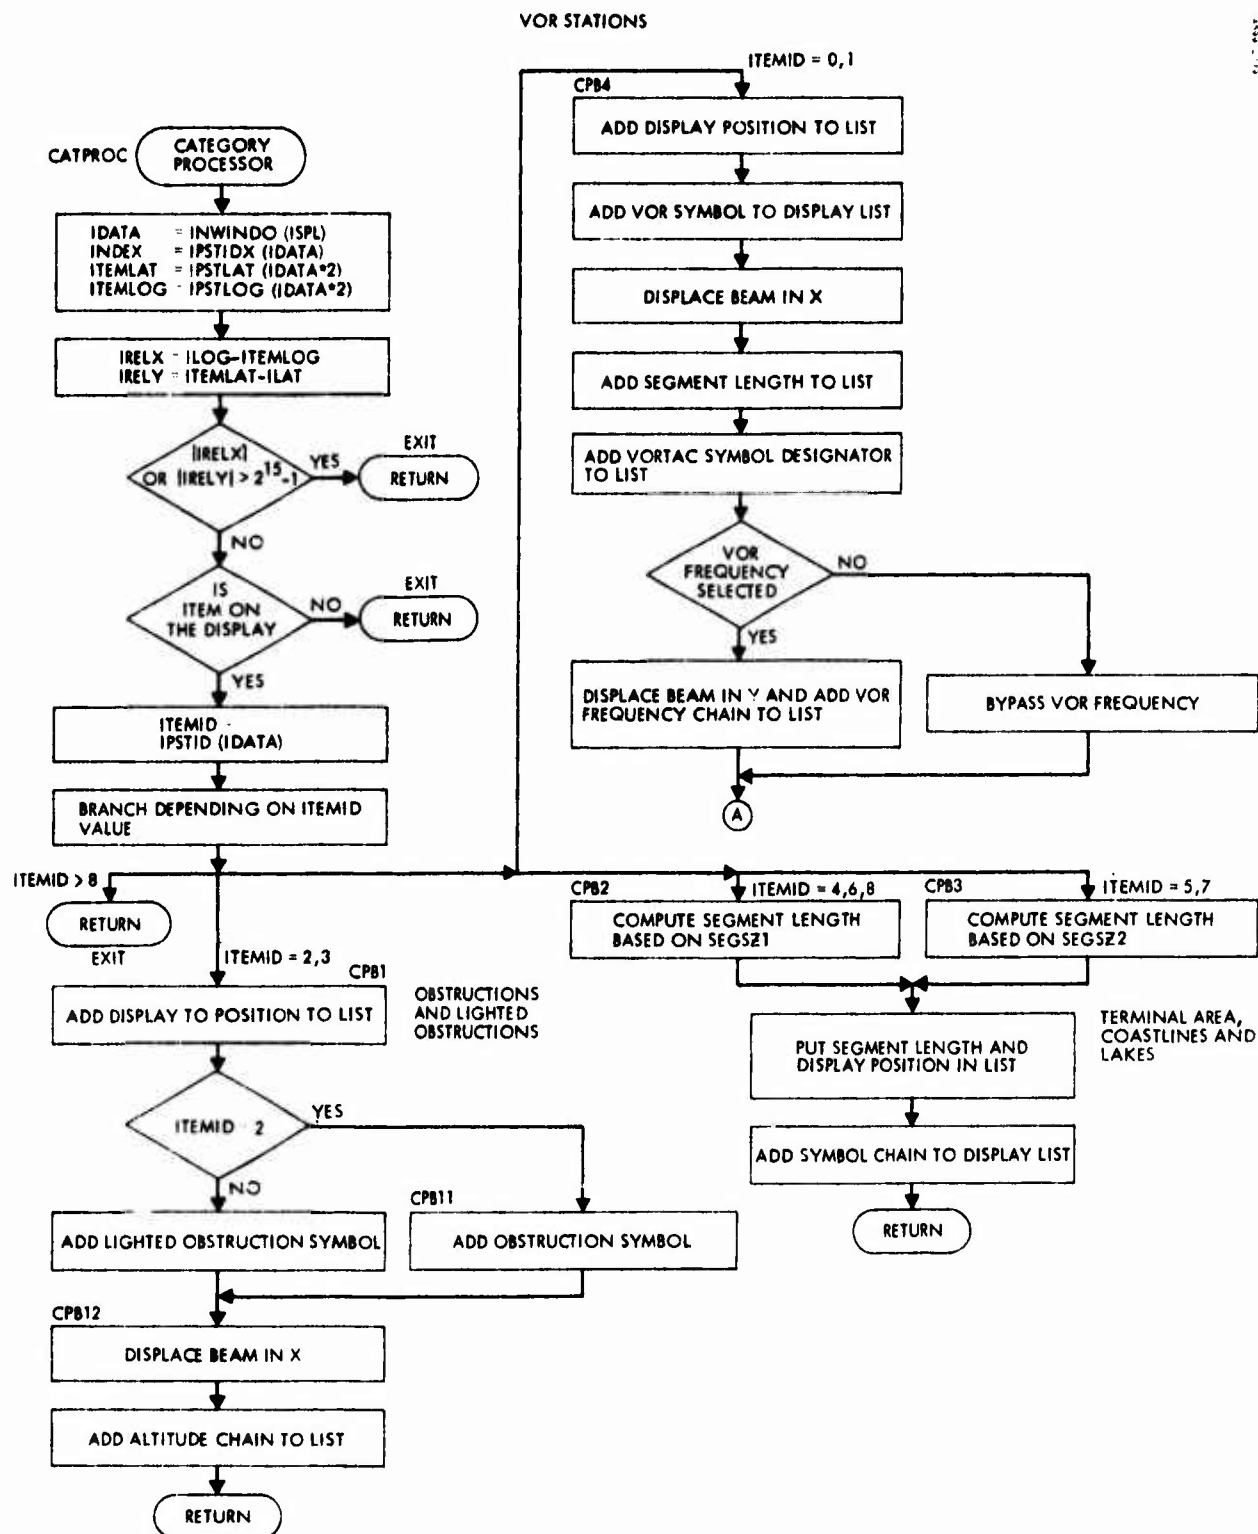 VOR STATIONS
CATPROC
CATEGORY
PROCESSOR
IDATA = INWINDO (ISPL)
INDEX = IPSTIDX (IDATA)
ITEMLAT = IPSTLAT (IDATA*2)
ITEMLOG = IPSTLOG (IDATA*2)
IRELX = ILOG-ITEMLOG
IRELY = ITEMLAT-ILAT
|IRELX|
OR |IRELY| > 2^15-1
YES
EXIT
RETURN
NO
IS
ITEM ON
THE DISPLAY
NO
EXIT
RETURN
YES
ITEMID -
IPSTID (IDATA)
BRANCH DEPENDING ON ITEMID
VALUE
ITEMID > 8
RETURN
EXIT
ITEMID = 2,3
CPB1
ADD DISPLAY TO POSITION TO LIST
OBSTRUCTIONS
AND LIGHTED
OBSTRUCTIONS
ITEMID - 2
YES
NO
ADD LIGHTED OBSTRUCTION SYMBOL
CPB11
ADD OBSTRUCTION SYMBOL
CPB12
DISPLACE BEAM IN X
ADD ALTITUDE CHAIN TO LIST
RETURN
ITEMID = 0,1
CPB4
ADD DISPLAY POSITION TO LIST
ADD VOR SYMBOL TO DISPLAY LIST
DISPLACE BEAM IN X
ADD SEGMENT LENGTH TO LIST
ADD VORTAC SYMBOL DESIGNATOR
TO LIST
VOR
FREQUENCY
SELECTED
NO
YES
DISPLACE BEAM IN Y AND ADD VOR
FREQUENCY CHAIN TO LIST
BYPASS VOR FREQUENCY
A
CPB2
ITEMID = 4,6,8
COMPUTE SEGMENT LENGTH
BASED ON SEGSZ1
CPB3
ITEMID = 5,7
COMPUTE SEGMENT LENGTH
BASED ON SEGSZ2
PUT SEGMENT LENGTH AND
DISPLAY POSITION IN LIST
TERMINAL AREA,
COASTLINES AND
LAKES
ADD SYMBOL CHAIN TO DISPLAY LIST
RETURN